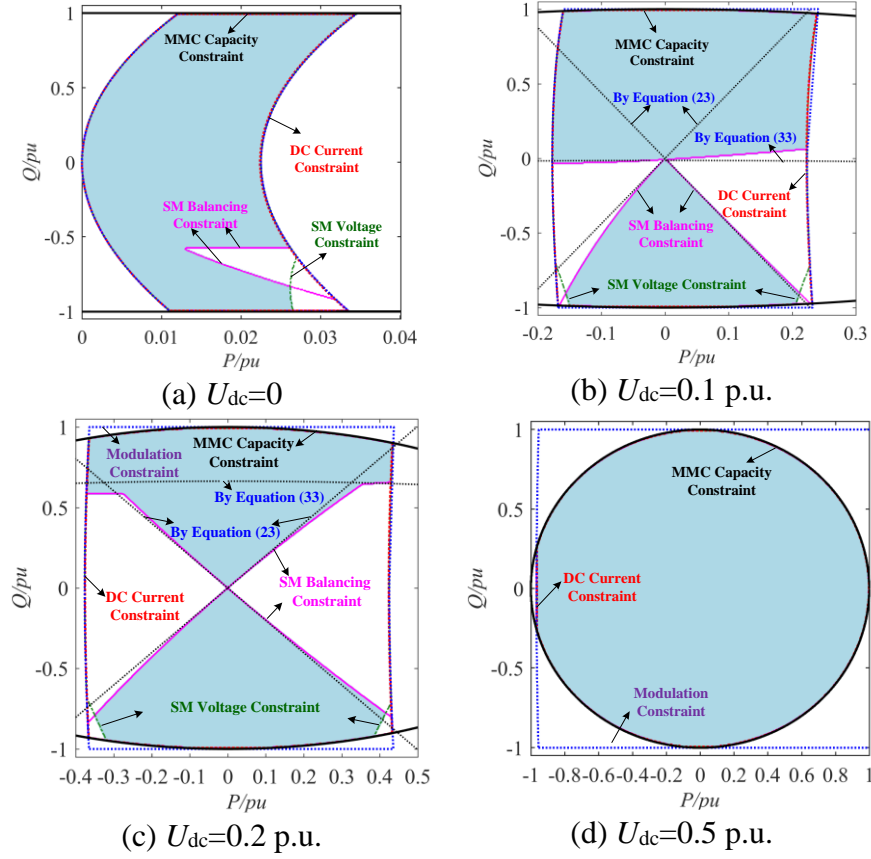 1
MMC Capacity
Constraint
0.5
Q/pu
0
DC Current
Constraint
SM Balancing
Constraint
SM Voltage
Constraint
-0.5
-1
0
0.01
0.02
0.03
0.04
P/pu
(a) Udc=0
1
MMC Capacity
Constraint
0.5
By Equation (23)
By Equation (33)
Q/pu
0
DC Current
Constraint
SM Balancing
Constraint
-0.5
SM Voltage Constraint
-1
-0.2
-0.1
0
0.1
0.2
0.3
P/pu
(b) Udc=0.1 p.u.
1
MMC Capacity
Constraint
Modulation
Constraint
By Equation (33)
0.5
By Equation (23)
Q/pu
0
DC Current
Constraint
SM Balancing
Constraint
-0.5
SM Voltage Constraint
-1
-0.4
-0.3
-0.2
-0.1
0
0.1
0.2
0.3
0.4
0.5
P/pu
(c) Udc=0.2 p.u.
1
MMC Capacity
Constraint
0.5
Q/pu
0
DC Current
Constraint
-0.5
Modulation
Constraint
-1
-1
-0.8
-0.6
-0.4
-0.2
0
0.2
0.4
0.6
0.8
1
P/pu
(d) Udc=0.5 p.u.